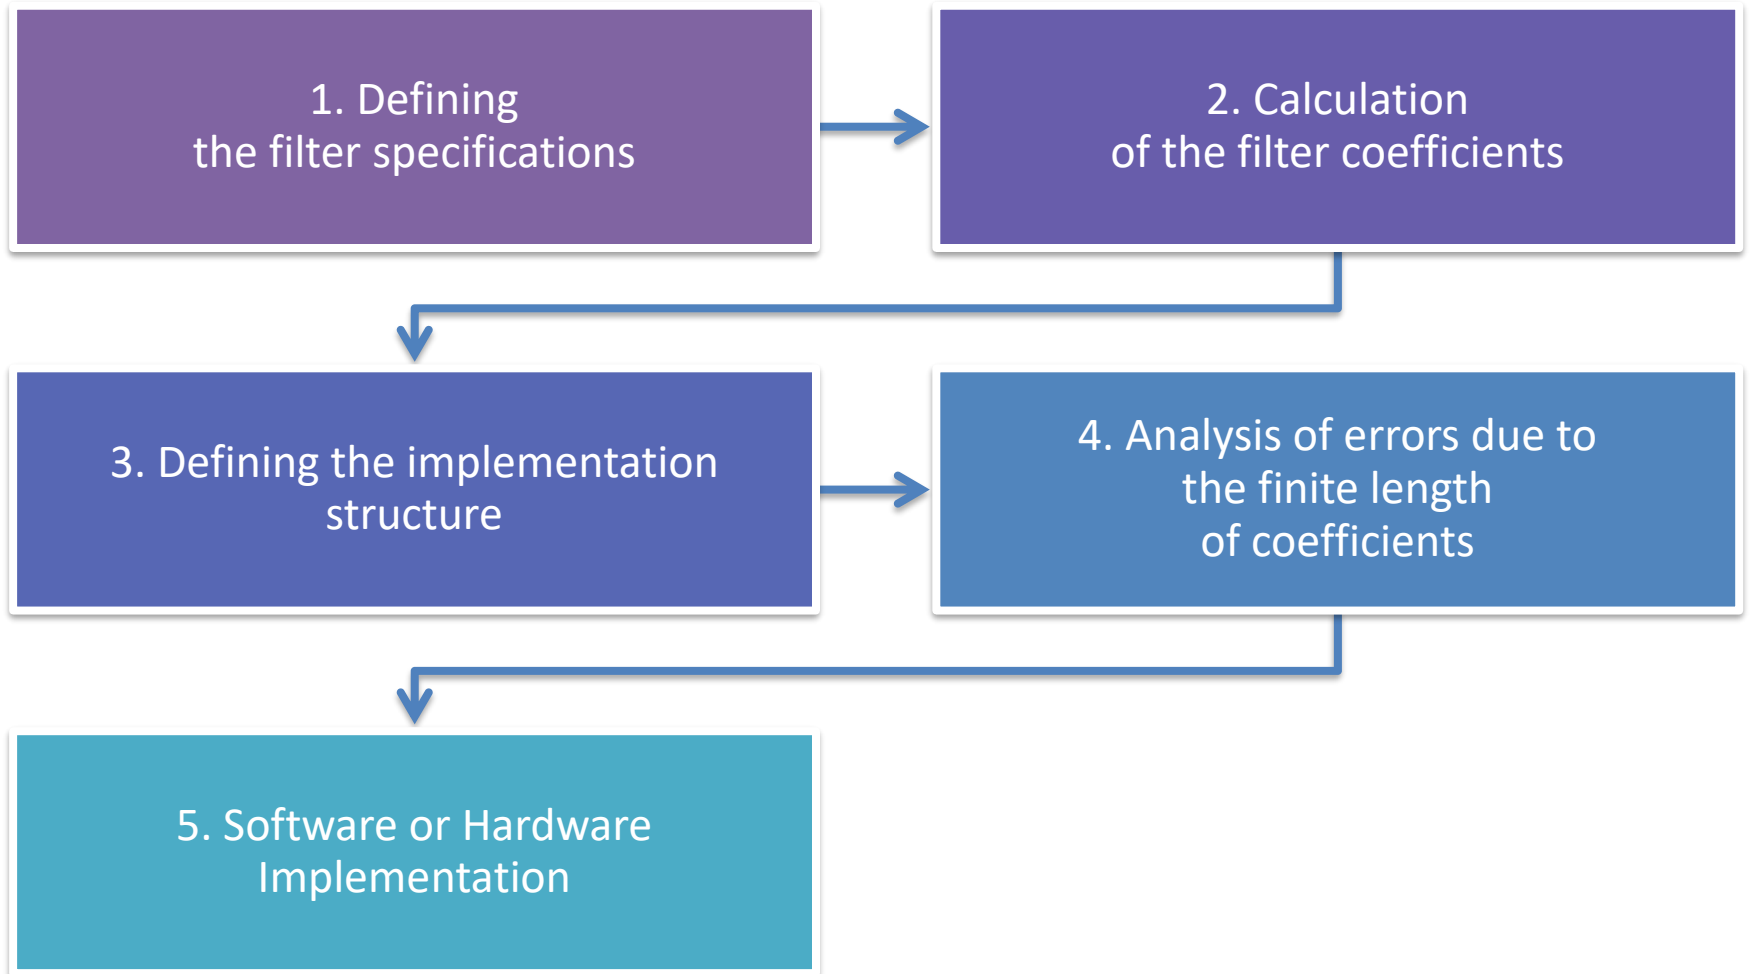 1. Defining
the filter specifications
2. Calculation
of the filter coefficients
3. Defining the implementation
structure
4. Analysis of errors due to
the finite length
of coefficients
5. Software or Hardware
Implementation